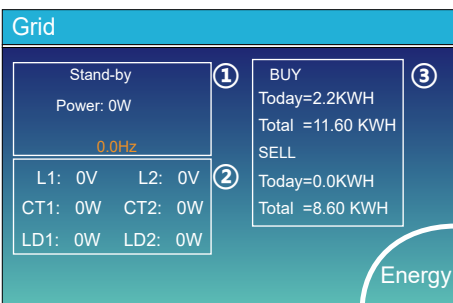 Grid
Stand-by
Power: 0W
0.0Hz
①
L1: 0V L2: 0V
CT1: 0W CT2: 0W
LD1: 0W LD2: 0W
②
BUY
Today=2.2KWH
Total =11.60 KWH
SELL
Today=0.0KWH
Total =8.60 KWH
③
Energy